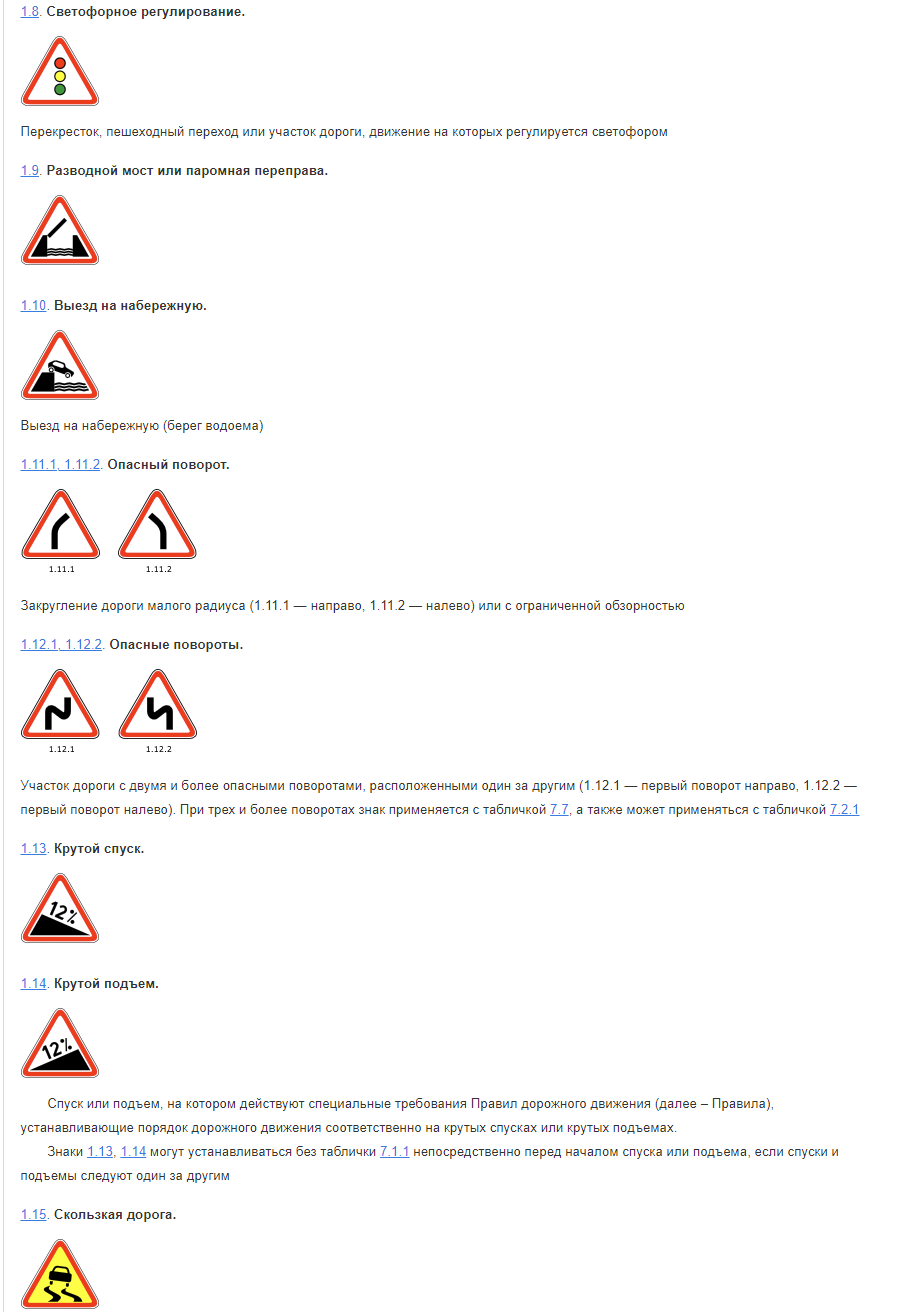 1.8. Светофорное регулирование.
Перекресток, пешеходный переход или участок дороги, движение на которых регулируется светофором
1.9. Разводной мост или паромная переправа.
1.10. Выезд на набережную.
Выезд на набережную (берег водоема)
1.11.1, 1.11.2. Опасный поворот.
1.11.1 1.11.2
Закругление дороги малого радиуса (1.11.1 — направо, 1.11.2 — налево) или с ограниченной обзорностью
1.12.1, 1.12.2. Опасные повороты.
1.12.1 1.12.2
Участок дороги с двумя и более опасными поворотами, расположенными один за другим (1.12.1 — первый поворот направо, 1.12.2 —
первый поворот налево). При трех и более поворотах знак применяется с табличкой 7.7, а также может применяться с табличкой 7.2.1
1.13. Крутой спуск.
12%
1.14. Крутой подъем.
12%
Спуск или подъем, на котором действуют специальные требования Правил дорожного движения (далее – Правила),
устанавливающие порядок дорожного движения соответственно на крутых спусках или крутых подъемах.
Знаки 1.13, 1.14 могут устанавливаться без таблички 7.1.1 непосредственно перед началом спуска или подъема, если спуски и
подъемы следуют один за другим
1.15. Скользкая дорога.